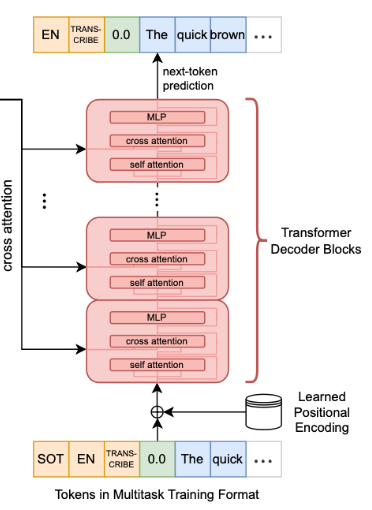 EN TRANS-CRIBE 0.0 The quick brown ...
next-token
prediction
MLP
cross attention
self attention
...
cross attention
...
MLP
cross attention
self attention
Transformer
Decoder Blocks
MLP
cross attention
self attention
Learned
Positional
Encoding
SOT EN TRANS-CRIBE 0.0 The quick ...
Tokens in Multitask Training Format